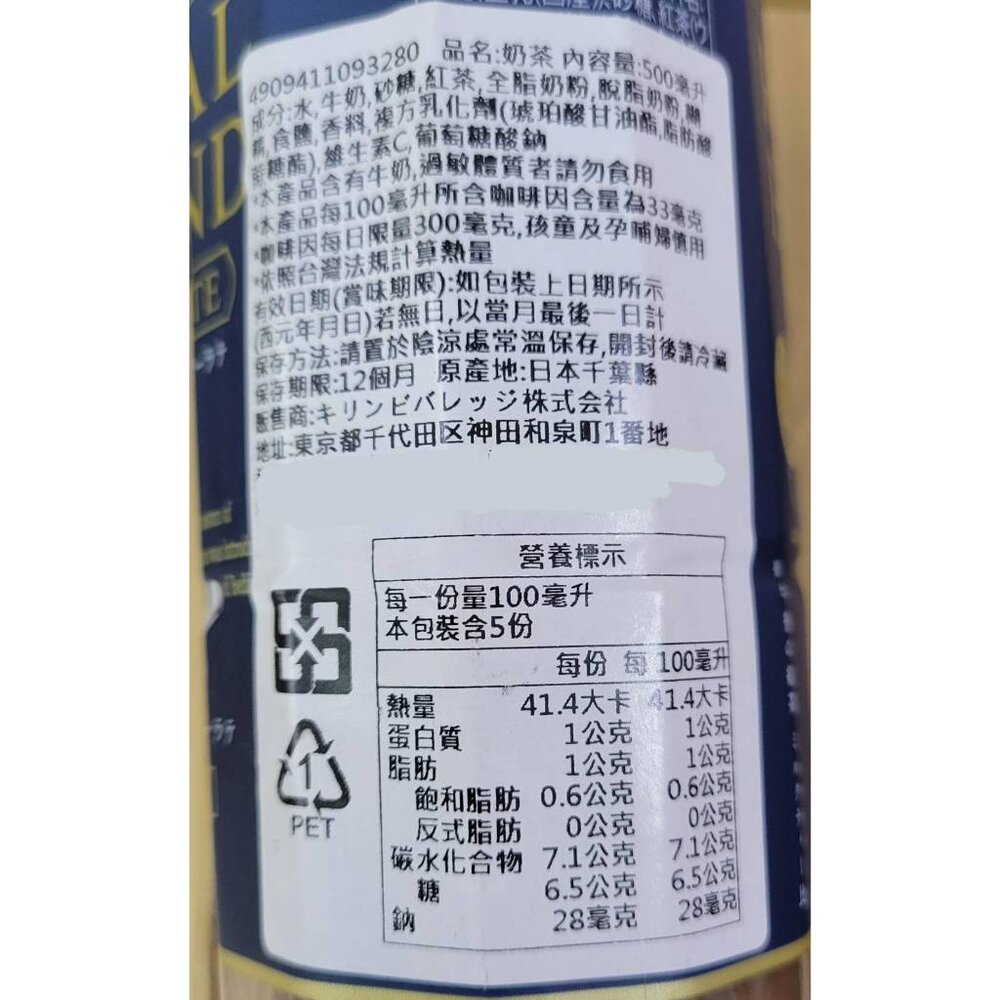 4909411093280 品名:奶茶 內容量:500毫升
成分:水,牛奶,砂糖,紅茶,全脂奶粉,脫脂奶粉,關
食鹽,香料,複方乳化劑(琥珀酸甘油酯,脂肪酸
蔗糖酯),維生素C,葡萄糖酸鈉
*本產品含有牛奶,過敏體質者請勿食用
*本產品每100毫升所含咖啡因含量為33毫克
*咖啡因每日限量300毫克,孩童及孕哺婦慎用
*依照台灣法規計算熱量
有效日期(賞味期限):如包裝上日期所示
(西元年月日)若無日,以當月最後一日計
保存方法:請置於陰涼處常溫保存,開封後請冷藏
保存期限:12個月 原產地:日本千葉縣
販售商:キリンビバレッジ株式会社
地址:東京都千代田区神田和泉町1番地
營養標示
每一份量100毫升
本包裝含5份
每份 每100毫升
熱量 41.4大卡 41.4大卡
蛋白質 1公克 1公克
脂肪 1公克 1公克
飽和脂肪 0.6公克 0.6公克
反式脂肪 0公克 0公克
碳水化合物 7.1公克 7.1公克
糖 6.5公克 6.5公克
鈉 28毫克 28毫克
1
PET